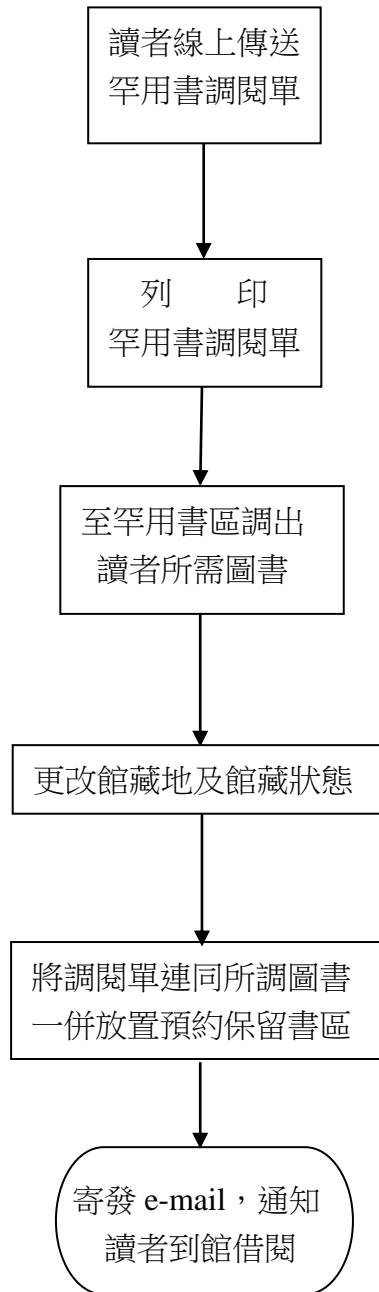 讀者線上傳送
罕用書調閱單
列　　印
罕用書調閱單
至罕用書區調出
讀者所需圖書
更改館藏地及館藏狀態
將調閱單連同所調圖書
一併放置預約保留書區
寄發 e-mail，通知
讀者到館借閱